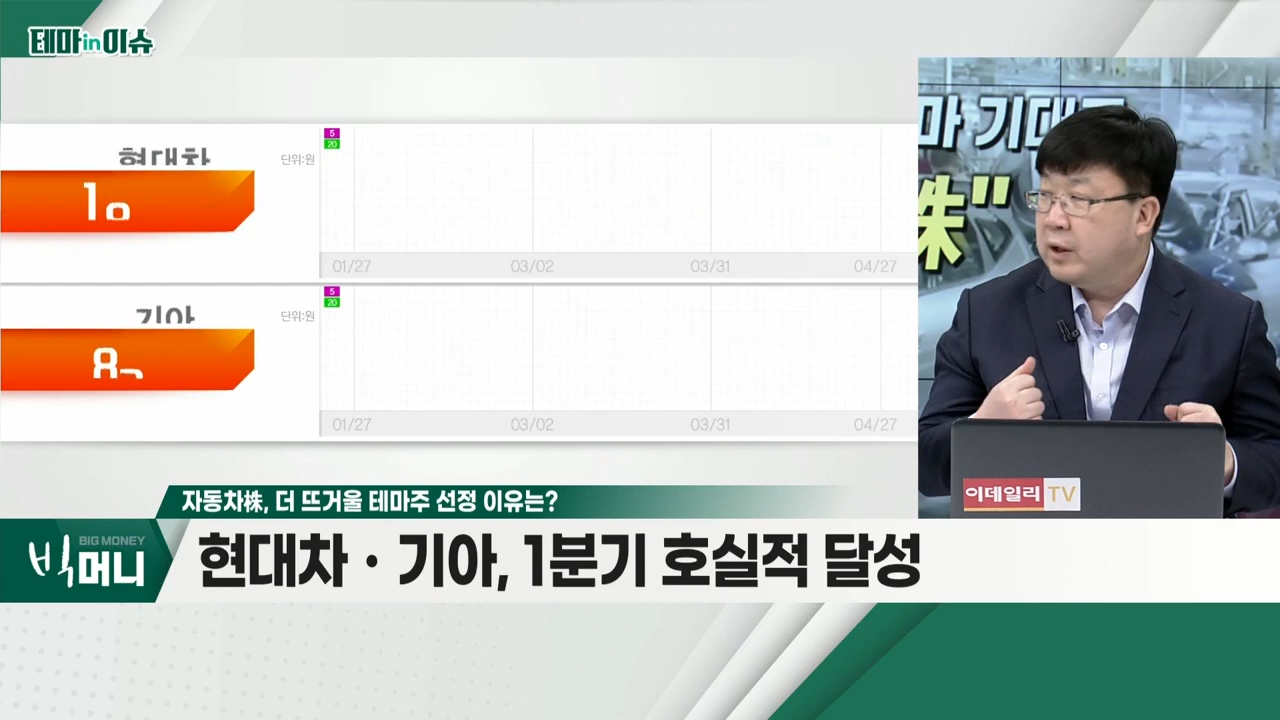 테마in이슈
마 기대
株"
현대차
단위:원
5
20
01/27 03/02 03/31 04/27
기아
단위:원
5
20
01/27 03/02 03/31 04/27
이데일리TV
자동차株, 더 뜨거울 테마주 선정 이유는?
BIG MONEY
빅머니
현대차·기아, 1분기 호실적 달성